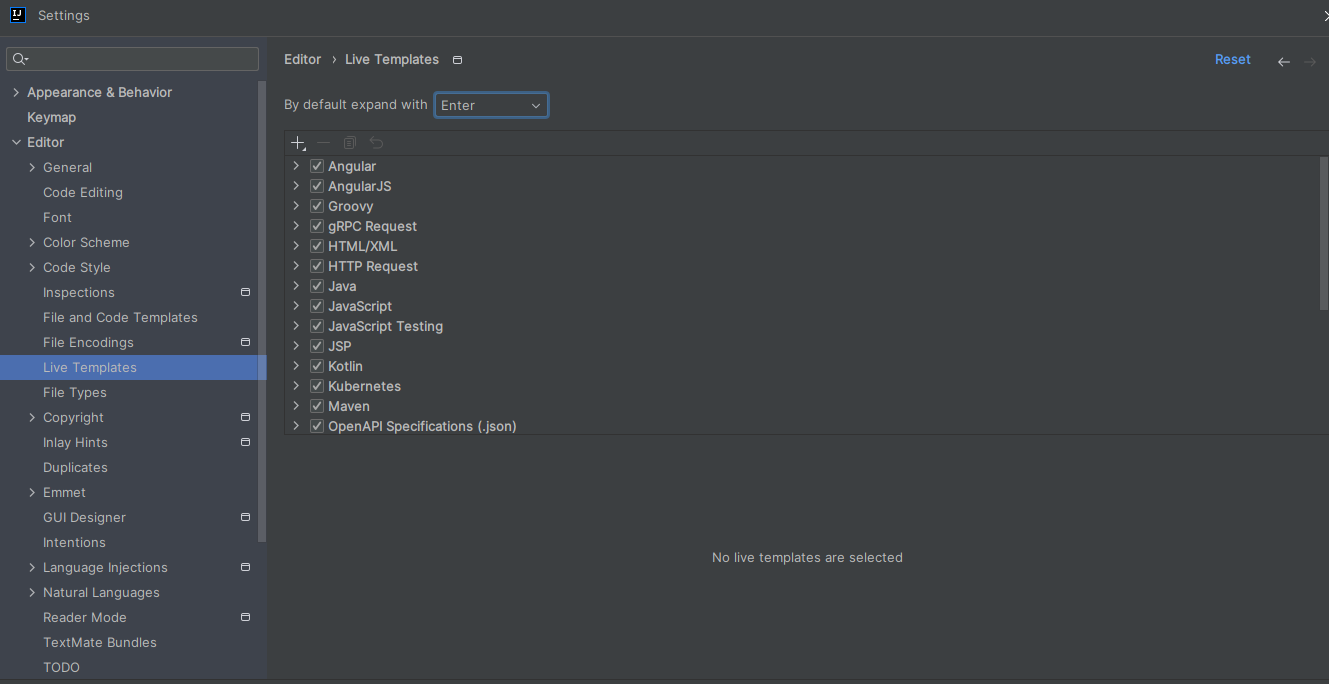 IJ
Settings
Appearance & Behavior
Keymap
Editor
General
Code Editing
Font
Color Scheme
Code Style
Inspections
File and Code Templates
File Encodings
Live Templates
File Types
Copyright
Inlay Hints
Duplicates
Emmet
GUI Designer
Intentions
Language Injections
Natural Languages
Reader Mode
TextMate Bundles
TODO
Editor › Live Templates
Reset
By default expand with Enter
Angular
AngularJS
Groovy
gRPC Request
HTML/XML
HTTP Request
Java
JavaScript
JavaScript Testing
JSP
Kotlin
Kubernetes
Maven
OpenAPI Specifications (.json)
No live templates are selected